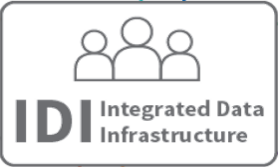 IDI Integrated Data
Infrastructure